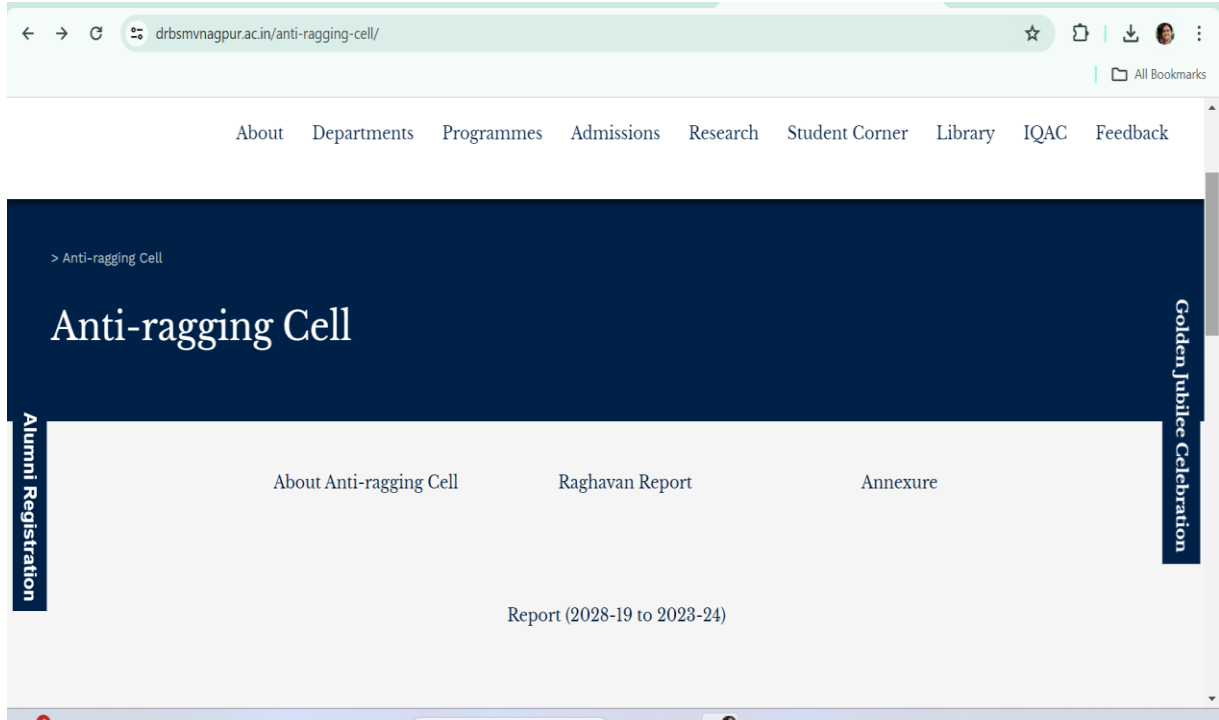 drbsmvnagpur.ac.in/anti-ragging-cell/
All Bookmarks
About Departments Programmes Admissions Research Student Corner Library IQAC Feedback
> Anti-ragging Cell
Anti-ragging Cell
Golden Jubilee Celebration
Alumni Registration
About Anti-ragging Cell Raghavan Report Annexure
Report (2028-19 to 2023-24)